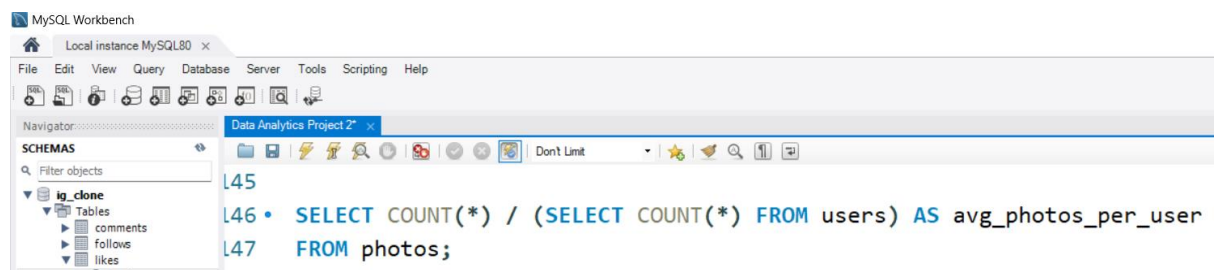 MySQL Workbench
Local instance MySQL80 ×
File Edit View Query Database Server Tools Scripting Help
Navigator
Data Analytics Project 2* ×
SCHEMAS
Don't Limit
Filter objects
145
ig_clone
Tables
146 • SELECT COUNT(*) / (SELECT COUNT(*) FROM users) AS avg_photos_per_user
comments
follows
147 FROM photos;
likes